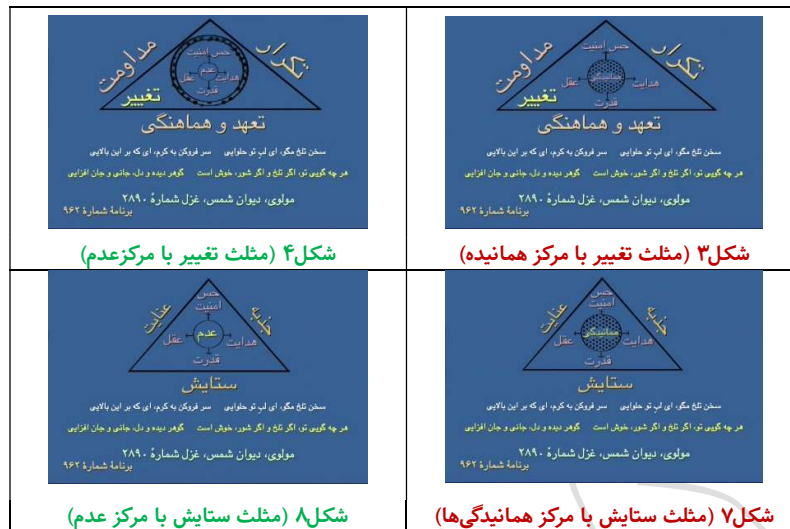 تکرار
مداومت
حس امنیت
همانیدگی
هدایت
عقل
قدرت
تغییر
تعهد و هماهنگی
سخن تلخ مگو، ای لبِ تو حلوایی سر فروکن به کرم، ای که بر این بالایی
هر چه گویی تو، اگر تلخ و اگر شور، خوش است گوهر دیده و دل، جانی و جان افزایی
مولوی، دیوان شمس، غزل شمارهٔ ۲۸۹۰
برنامهٔ شمارهٔ ۹۶۲
شکل۳ (مثلث تغییر با مرکز همانیده)
تکرار
مداومت
حس امنیت
عدم
هدایت
عقل
قدرت
تغییر
تعهد و هماهنگی
سخن تلخ مگو، ای لبِ تو حلوایی سر فروکن به کرم، ای که بر این بالایی
هر چه گویی تو، اگر تلخ و اگر شور، خوش است گوهر دیده و دل، جانی و جان افزایی
مولوی، دیوان شمس، غزل شمارهٔ ۲۸۹۰
برنامهٔ شمارهٔ ۹۶۲
شکل۴ (مثلث تغییر با مرکزعدم)
جذبه
عنایت
حس
امنیت
همانیدگی
هدایت
عقل
قدرت
ستایش
سخن تلخ مگو، ای لبِ تو حلوایی سر فروکن به کرم، ای که بر این بالایی
هر چه گویی تو، اگر تلخ و اگر شور، خوش است گوهر دیده و دل، جانی و جان افزایی
مولوی، دیوان شمس، غزل شمارهٔ ۲۸۹۰
برنامهٔ شمارهٔ ۹۶۲
شکل۷ (مثلث ستایش با مرکز همانیدگی‌ها)
جذبه
عنایت
حس
امنیت
عدم
هدایت
عقل
قدرت
ستایش
سخن تلخ مگو، ای لبِ تو حلوایی سر فروکن به کرم، ای که بر این بالایی
هر چه گویی تو، اگر تلخ و اگر شور، خوش است گوهر دیده و دل، جانی و جان افزایی
مولوی، دیوان شمس، غزل شمارهٔ ۲۸۹۰
برنامهٔ شمارهٔ ۹۶۲
شکل۸ (مثلث ستایش با مرکز عدم)